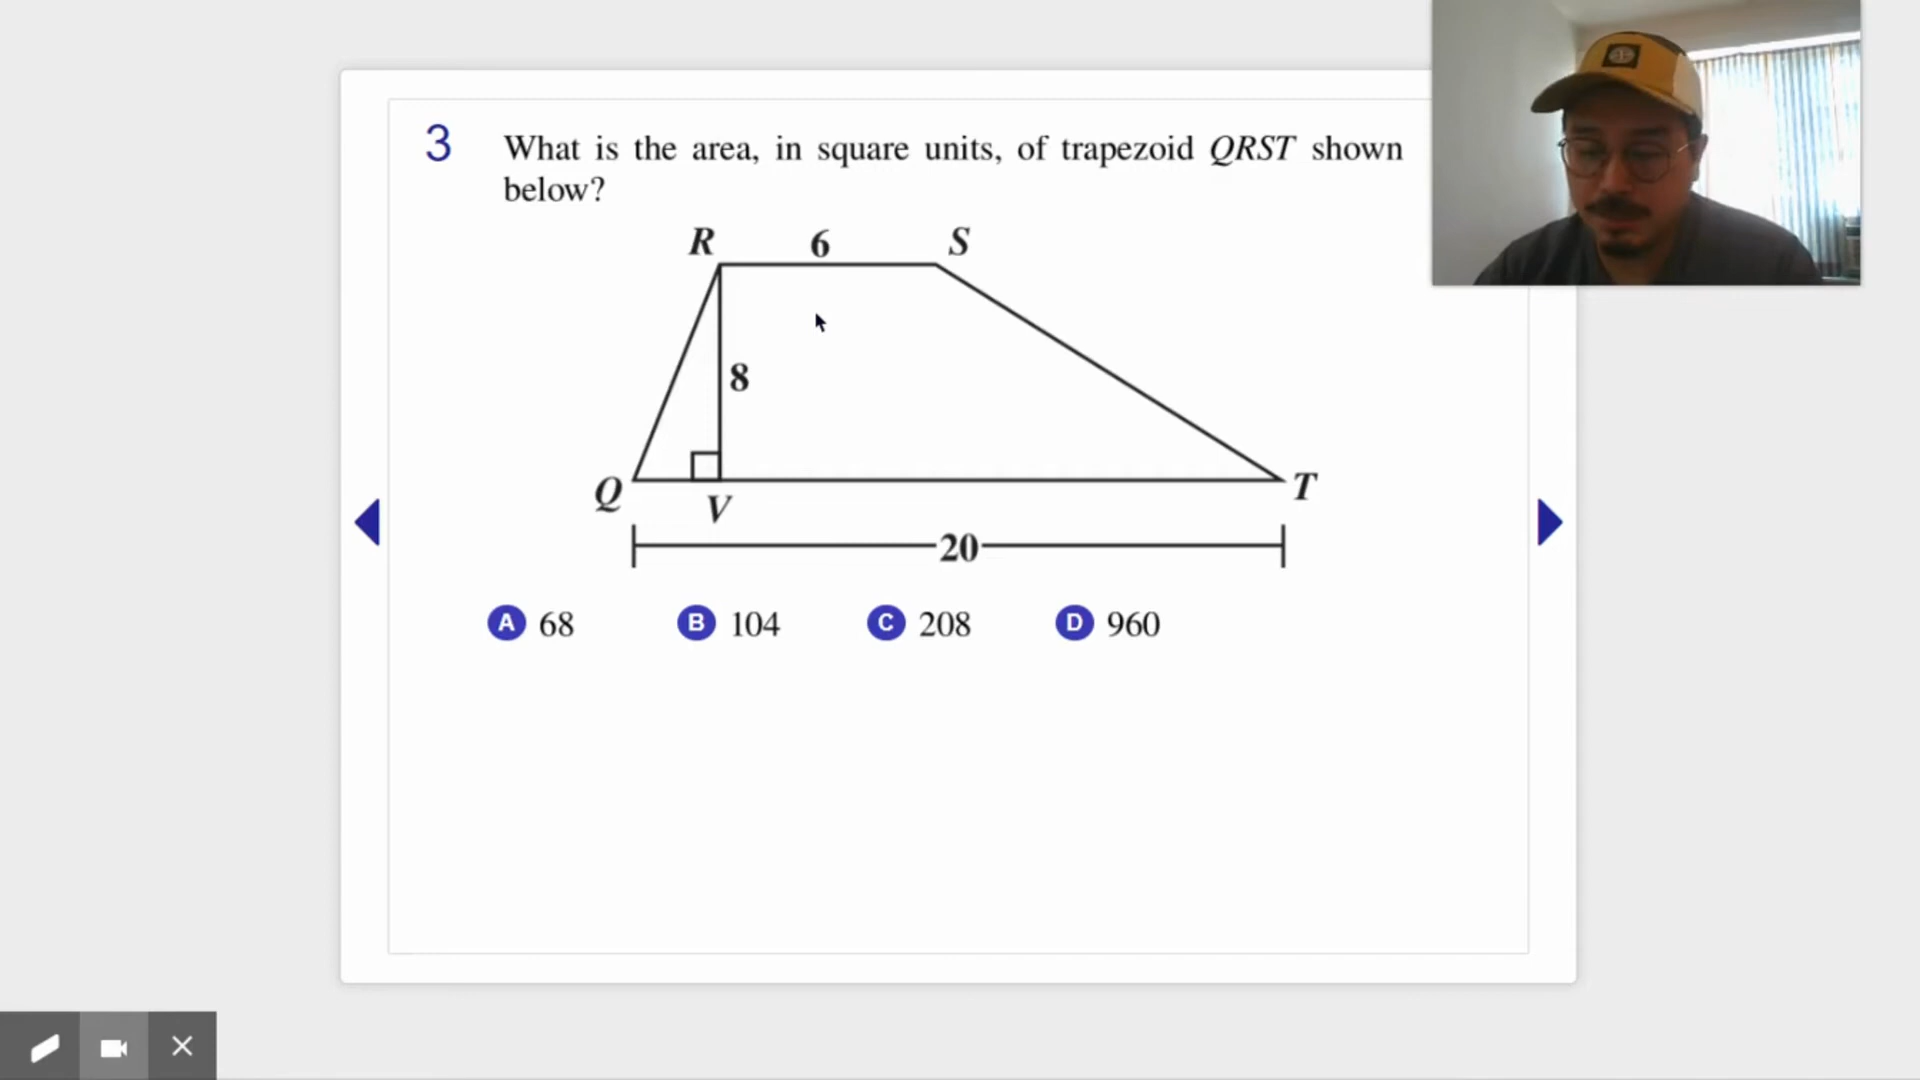 3 What is the area, in square units, of trapezoid QRST shown
below?
R 6 S
8
Q V T
20
A 68 B 104 C 208 D 960